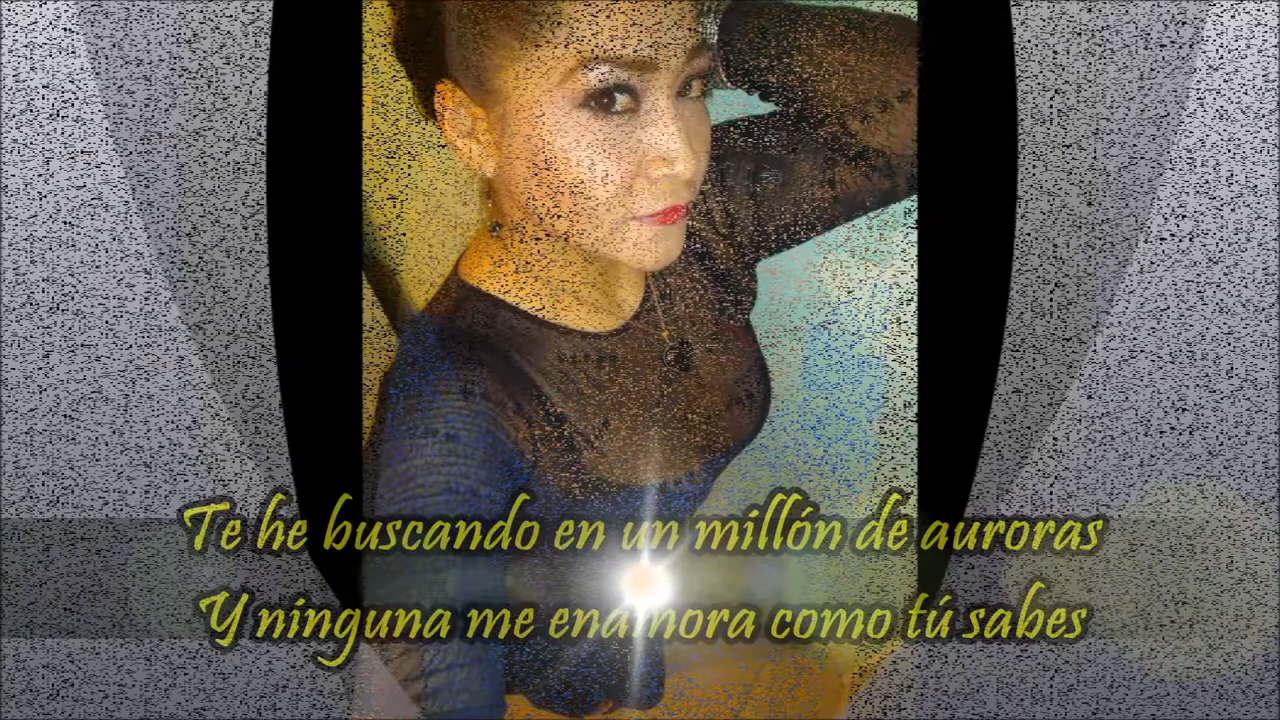 Te he buscando en un millón de auroras
Y ninguna me enamora como tú sabes